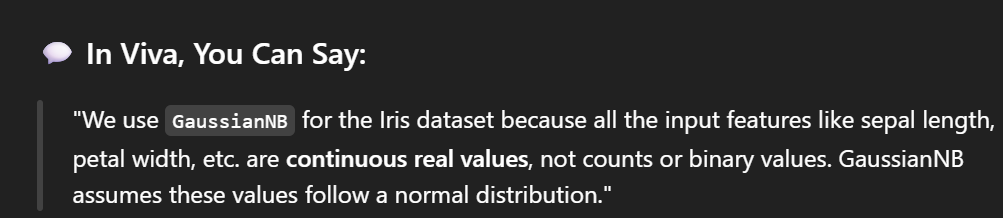 💬 In Viva, You Can Say:
"We use GaussianNB for the Iris dataset because all the input features like sepal length,
petal width, etc. are continuous real values, not counts or binary values. GaussianNB
assumes these values follow a normal distribution."